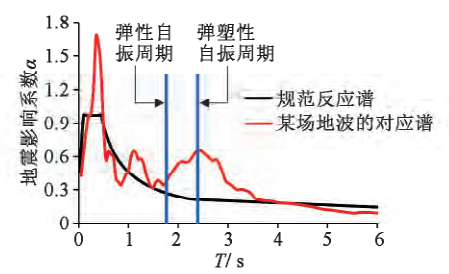 1.8
1.5
1.2
0.9
0.6
0.3
0
地震影响系数α
弹性自
振周期
弹塑性
自振周期
规范反应谱
某场地波的对应谱
0 1 2 3 4 5 6
T/ s